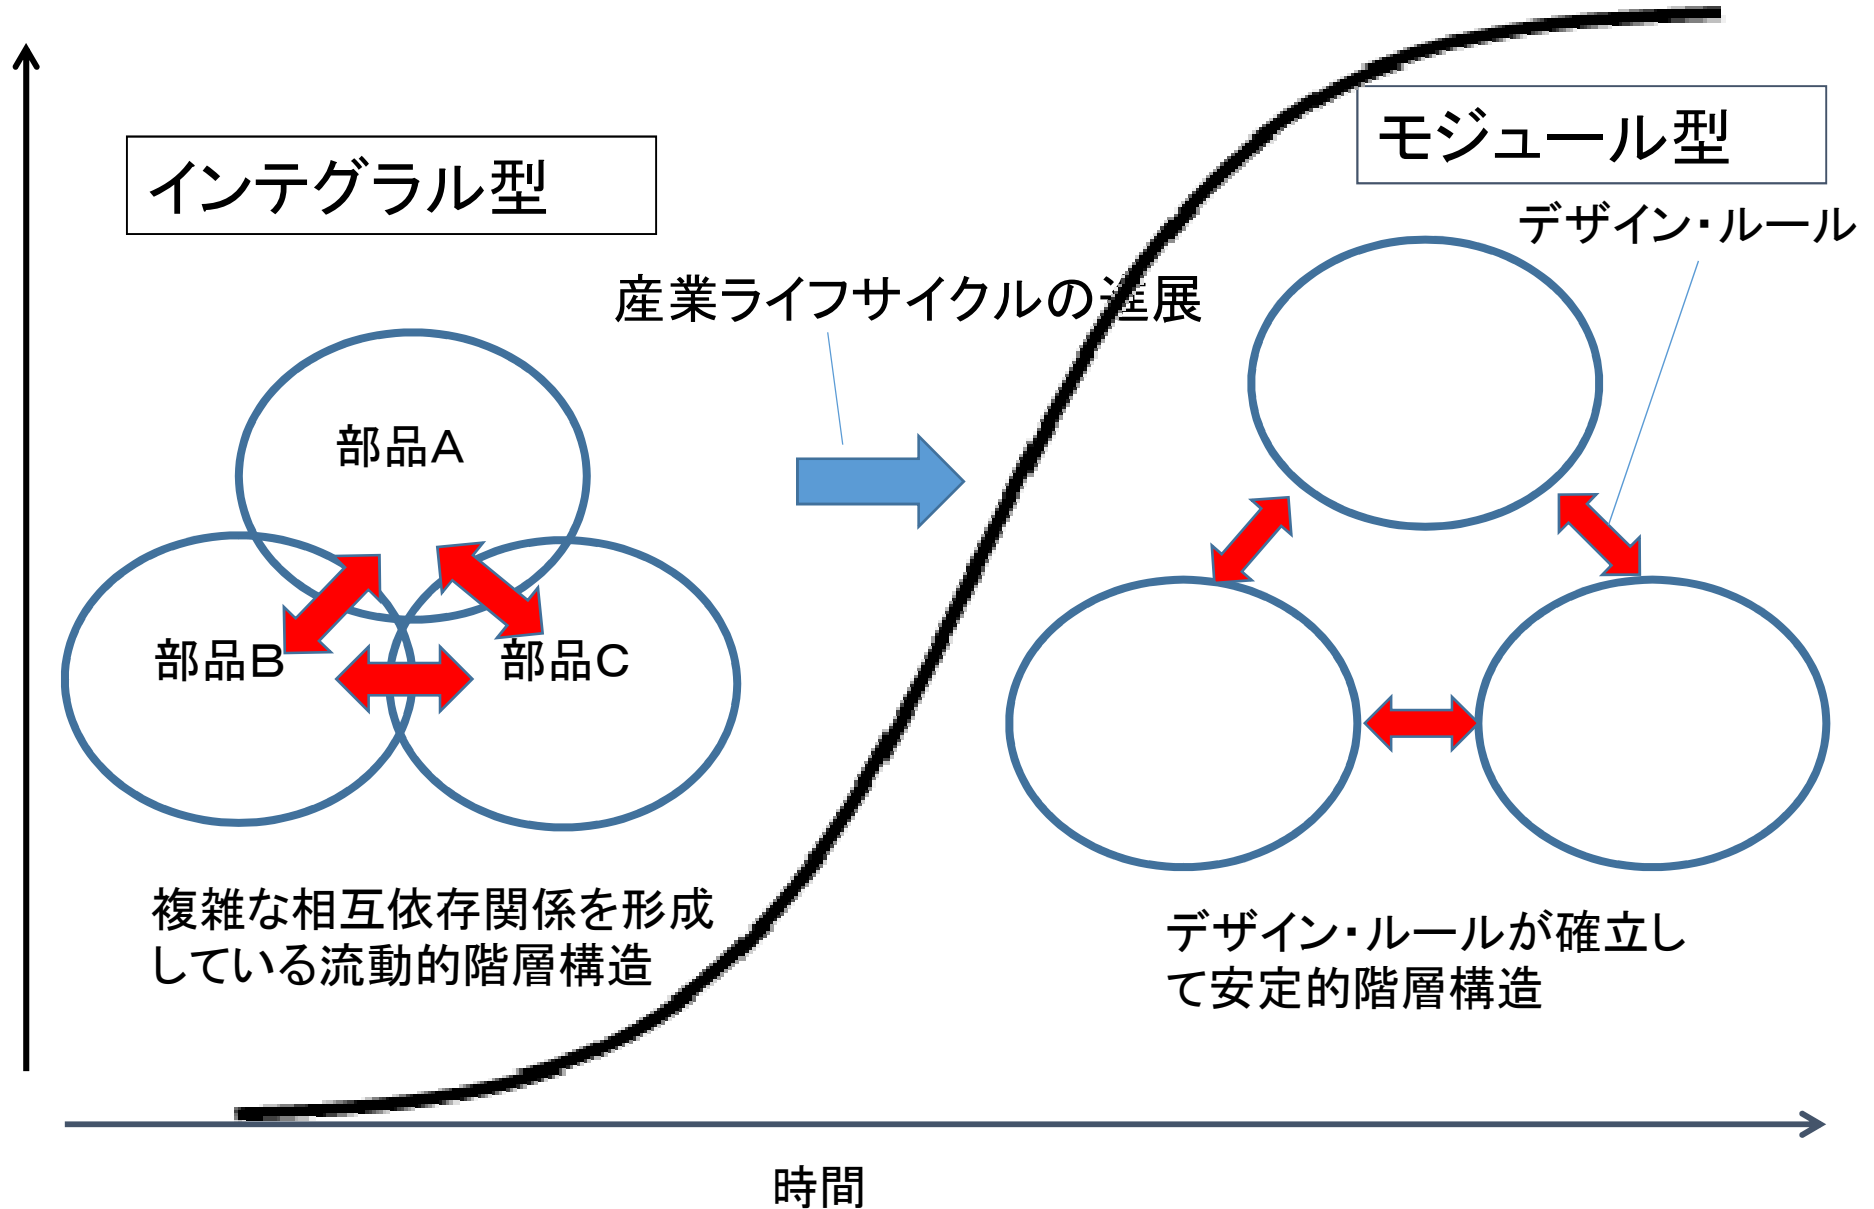 インテグラル型
モジュール型
デザイン・ルール
産業ライフサイクルの進展
部品A
部品B
部品C
複雑な相互依存関係を形成
している流動的階層構造
デザイン・ルールが確立し
て安定的階層構造
時間